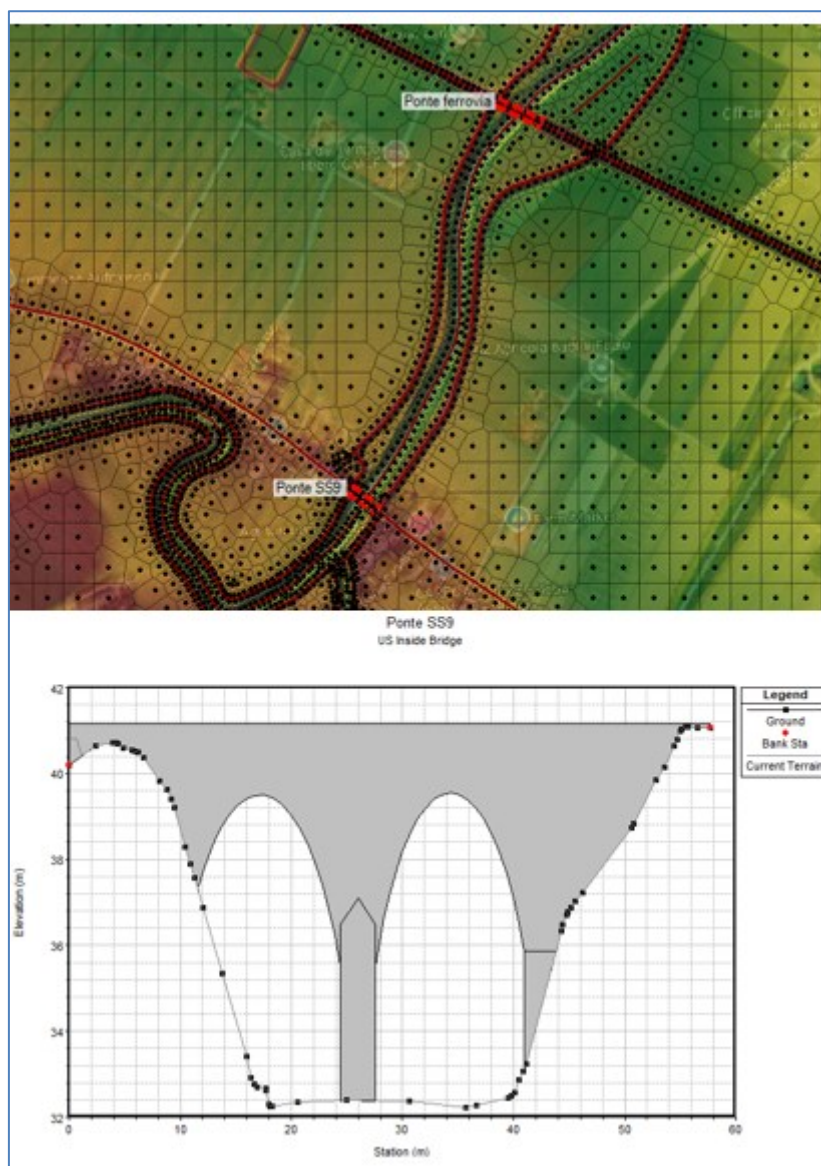 Ponte ferrovia
Ponte SS9
Ponte SS9
US Inside Bridge
42
40
38
36
34
32
Elevation (m)
0
10
20
30
40
50
60
Station (m)
Legend
Ground
Bank Sta
Current Terrain